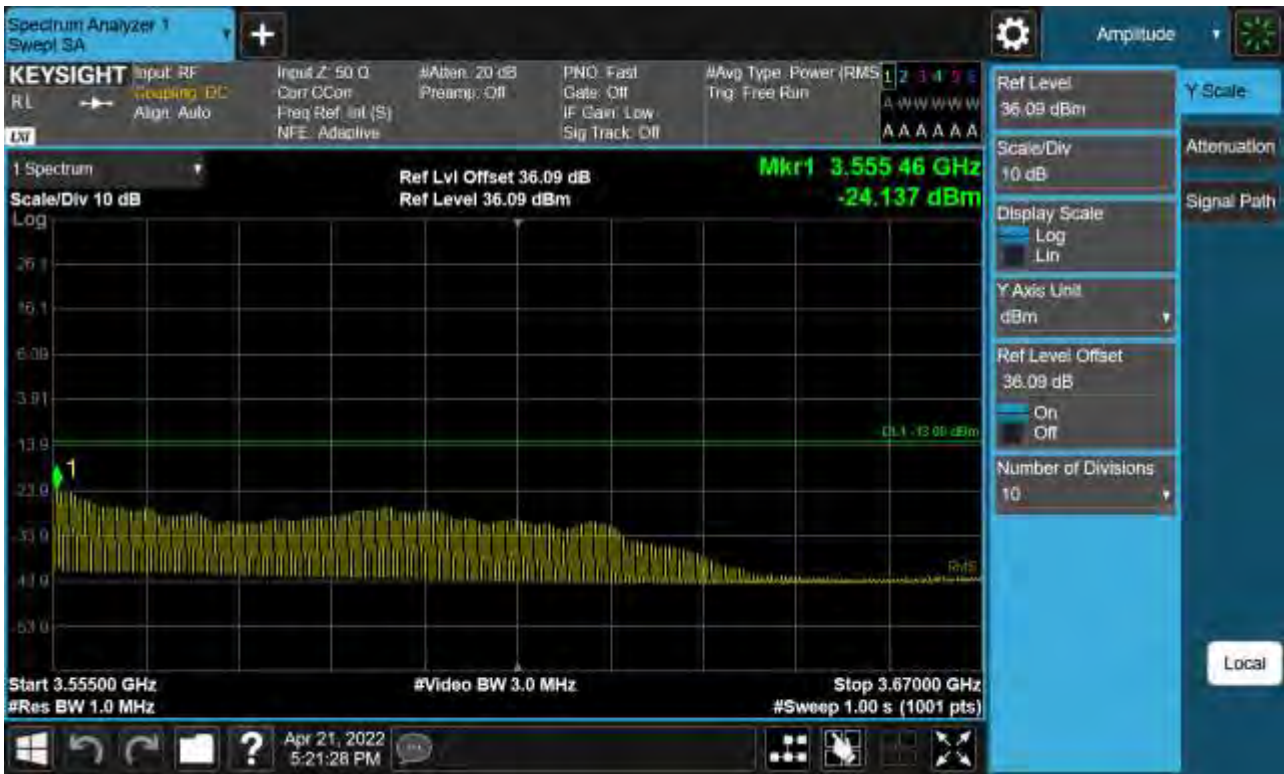 Spectrum Analyzer 1
Swept SA
Amplitude
KEYSIGHT
RL
LXI
Input: RF
Coupling: DC
Align: Auto
Input Z: 50 Ω
Corr CCorr
Freq Ref: Int (S)
NFE: Adaptive
#Atten: 20 dB
Preamp: Off
PNO: Fast
Gate: Off
IF Gain: Low
Sig Track: Off
#Avg Type: Power (RMS
Trig: Free Run
1 2 3 4 5 6
A W W W W W
A A A A A A
1 Spectrum
Scale/Div 10 dB
Log
Ref Lvl Offset 36.09 dB
Ref Level 36.09 dBm
Mkr1 3.555 46 GHz
-24.137 dBm
26.1
16.1
6.09
-3.91
-13.9
-23.9
-33.9
-43.9
-53.9
DL1 -13.00 dBm
1
RMS
Start 3.55500 GHz
#Res BW 1.0 MHz
#Video BW 3.0 MHz
Stop 3.67000 GHz
#Sweep 1.00 s (1001 pts)
Ref Level
36.09 dBm
Scale/Div
10 dB
Display Scale
Log
Lin
Y Axis Unit
dBm
Ref Level Offset
36.09 dB
On
Off
Number of Divisions
10
Y Scale
Attenuation
Signal Path
Local
Apr 21, 2022
5:21:28 PM